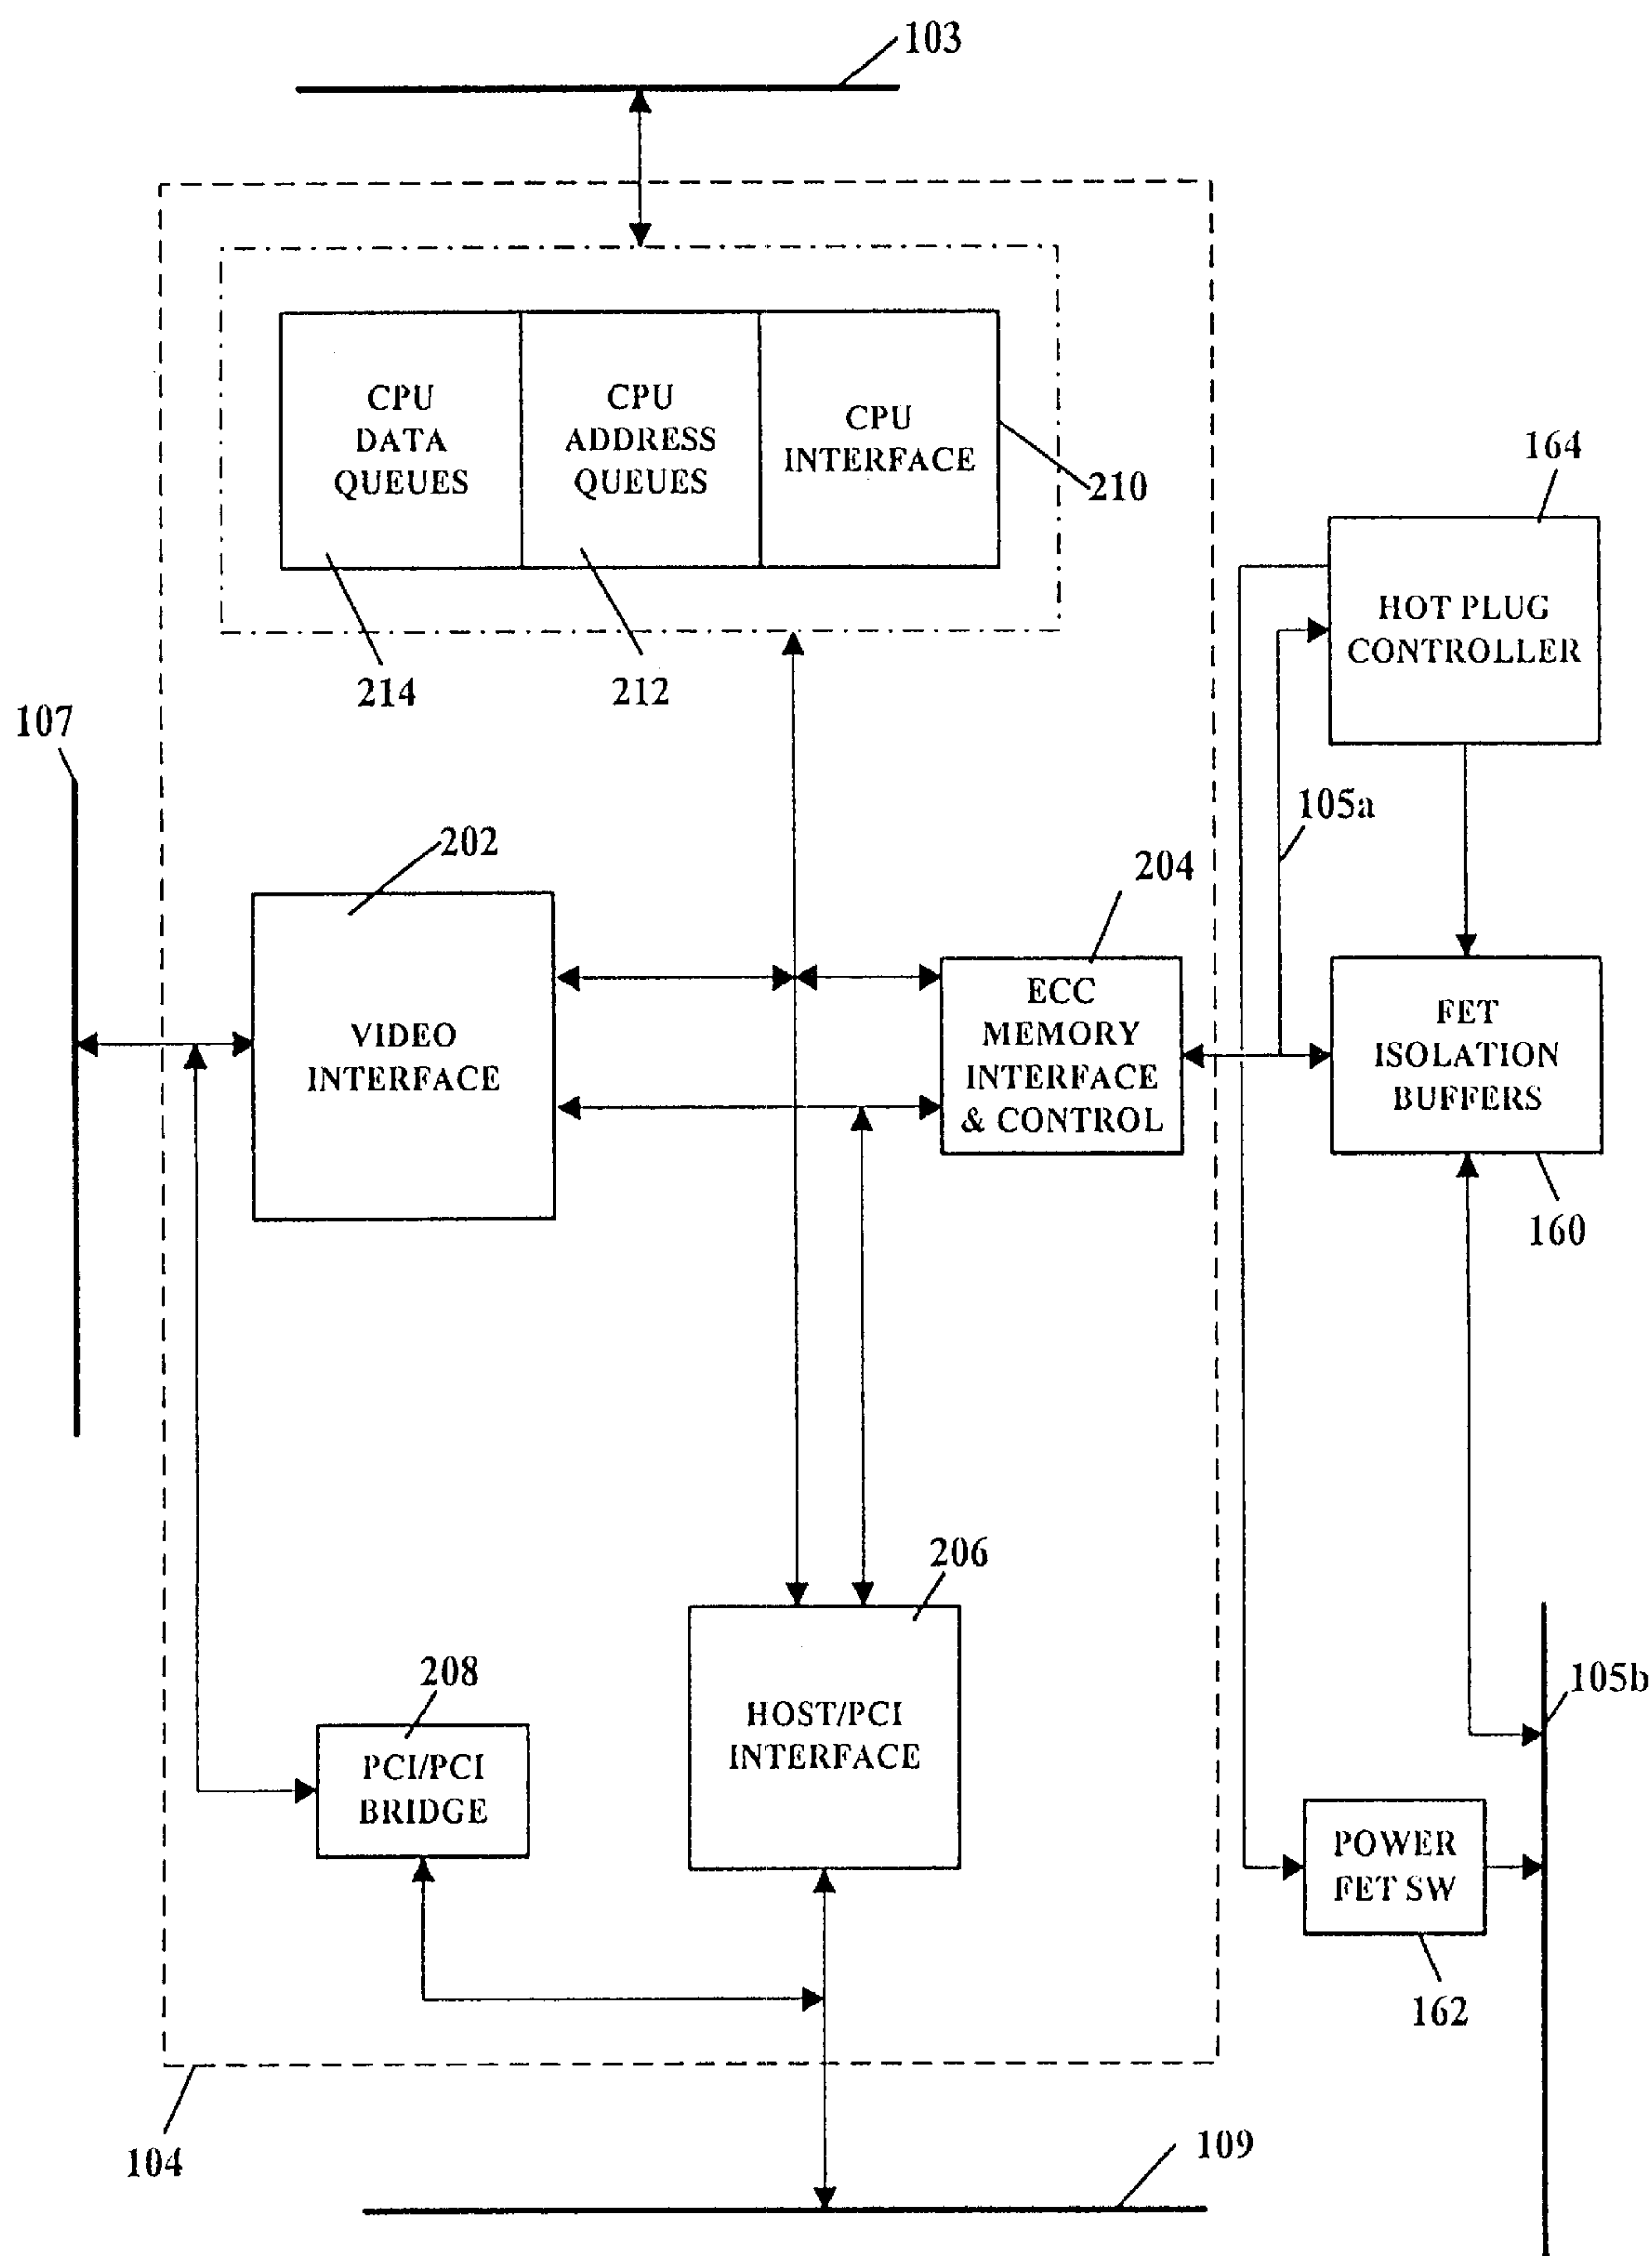 103
CPU
DATA
QUEUES
CPU
ADDRESS
QUEUES
CPU
INTERFACE
210
164
HOT PLUG
CONTROLLER
214
212
107
105a
202
204
VIDEO
INTERFACE
ECC
MEMORY
INTERFACE
& CONTROL
FET
ISOLATION
BUFFERS
160
206
208
105b
HOST/PCI
INTERFACE
PCI/PCI
BRIDGE
POWER
FET SW
162
104
109